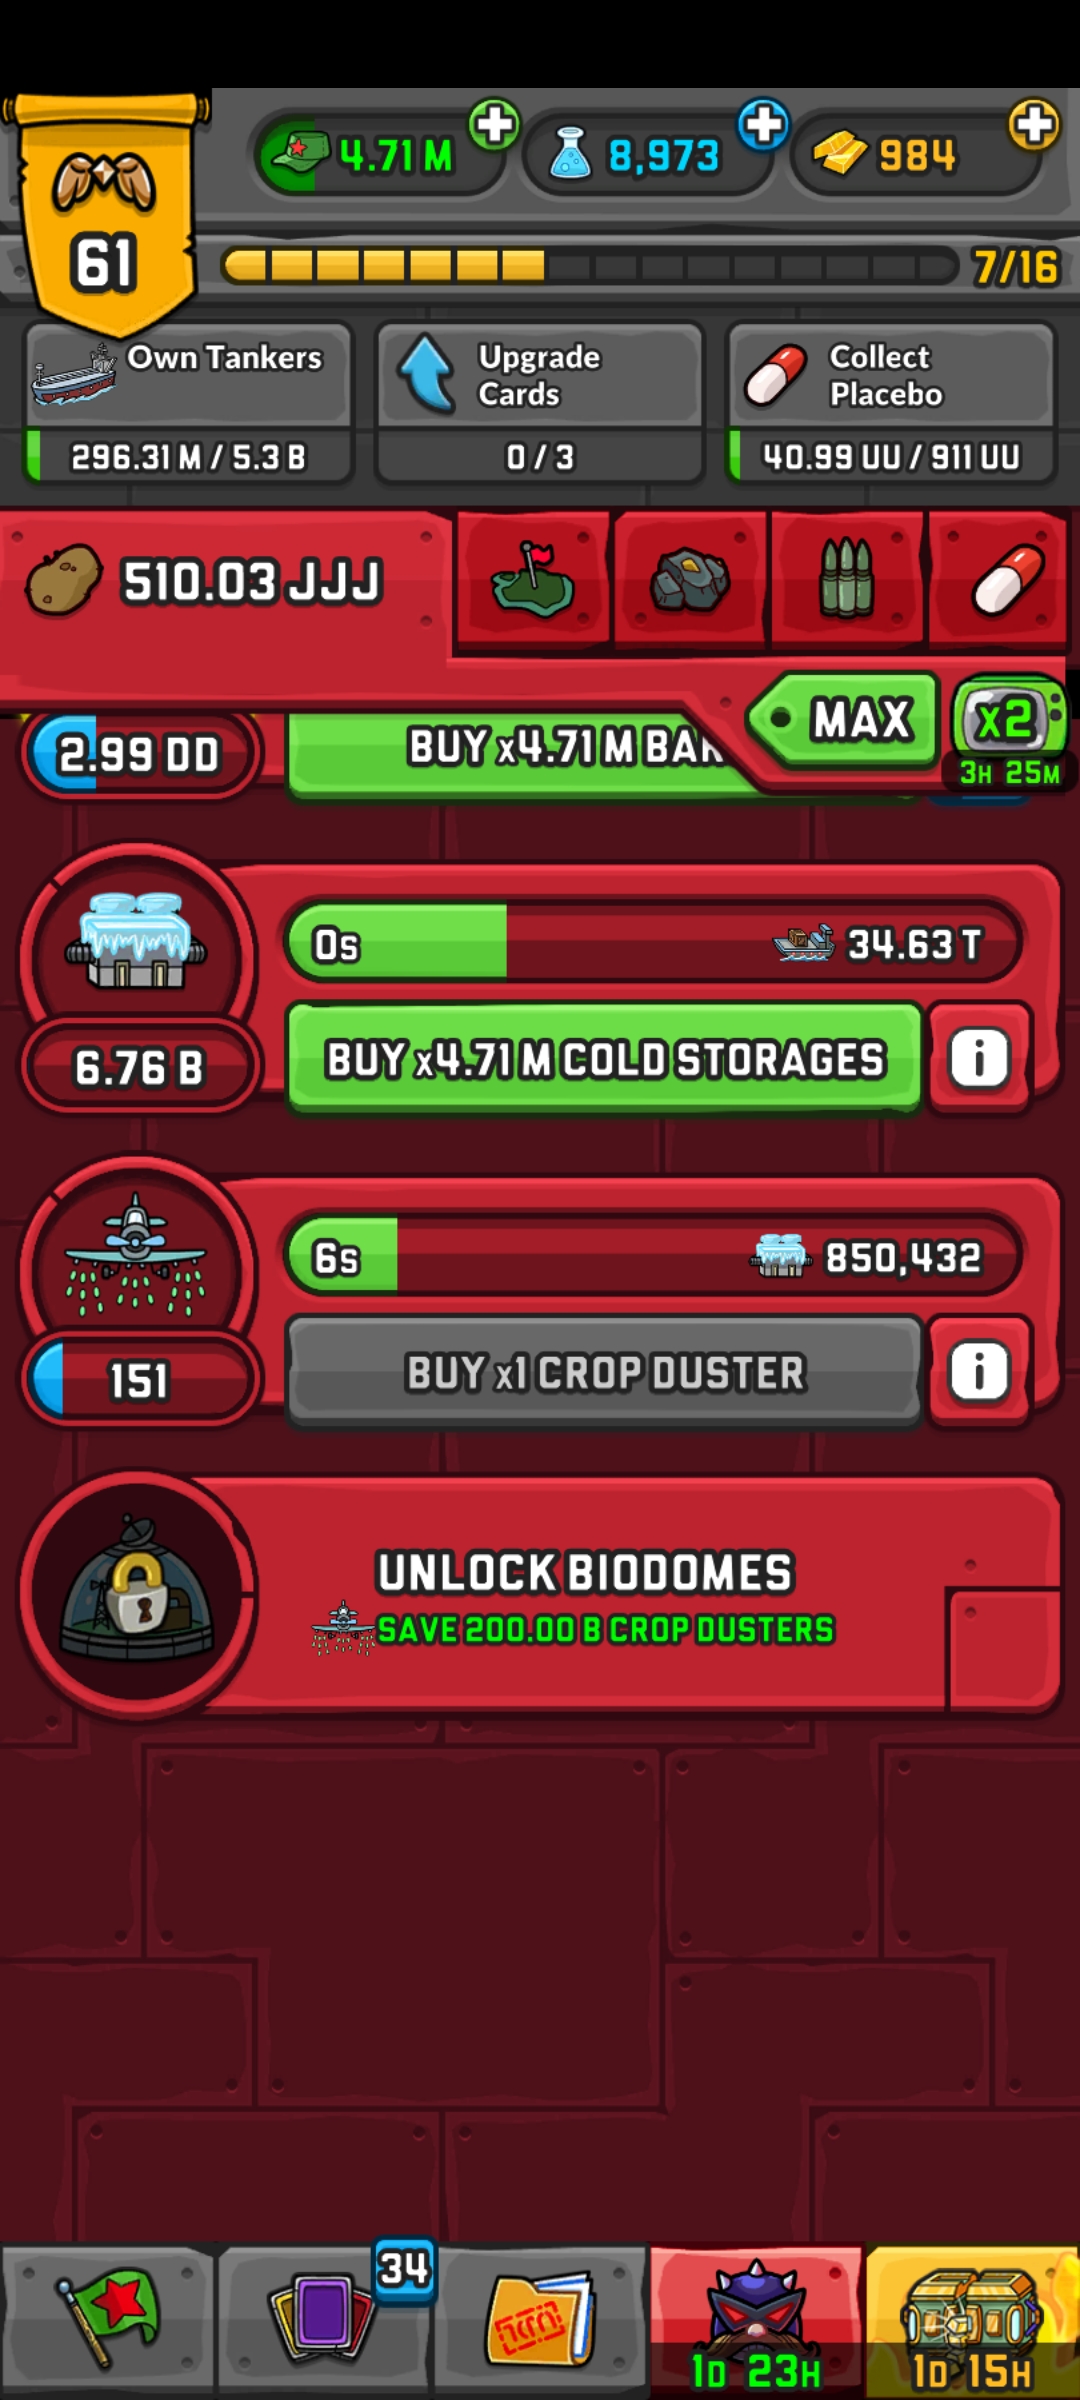 4.71 M
8,973
984
61
7/16
Own Tankers
296.31 M / 5.3 B
Upgrade
Cards
0 / 3
Collect
Placebo
40.99 UU / 911 UU
510.03 JJJ
MAX
x2
3H 25M
2.99 DD
BUY x4.71 M
0s
34.63 T
6.76 B
BUY x4.71 M COLD STORAGES
i
6s
850,432
151
BUY x1 CROP DUSTER
i
UNLOCK BIODOMES
SAVE 200.00 B CROP DUSTERS
34
1D 23H
1D 15H